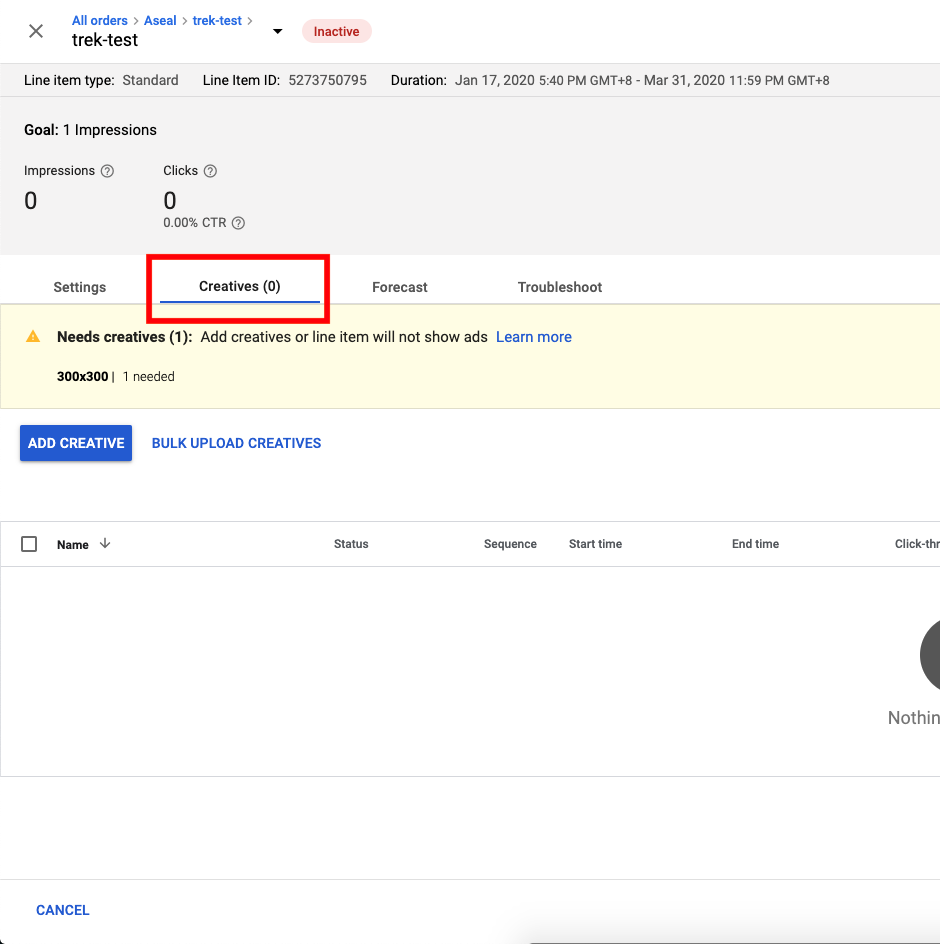 All orders > Aseal > trek-test >
trek-test
Inactive
Line item type: Standard Line Item ID: 5273750795 Duration: Jan 17, 2020 5:40 PM GMT+8 - Mar 31, 2020 11:59 PM GMT+8
Goal: 1 Impressions
Impressions ? Clicks ?
0 0
0.00% CTR ?
Settings Creatives (0) Forecast Troubleshoot
Needs creatives (1): Add creatives or line item will not show ads Learn more
300x300 | 1 needed
ADD CREATIVE BULK UPLOAD CREATIVES
Name Status Sequence Start time End time Click-thr
Nothin
CANCEL